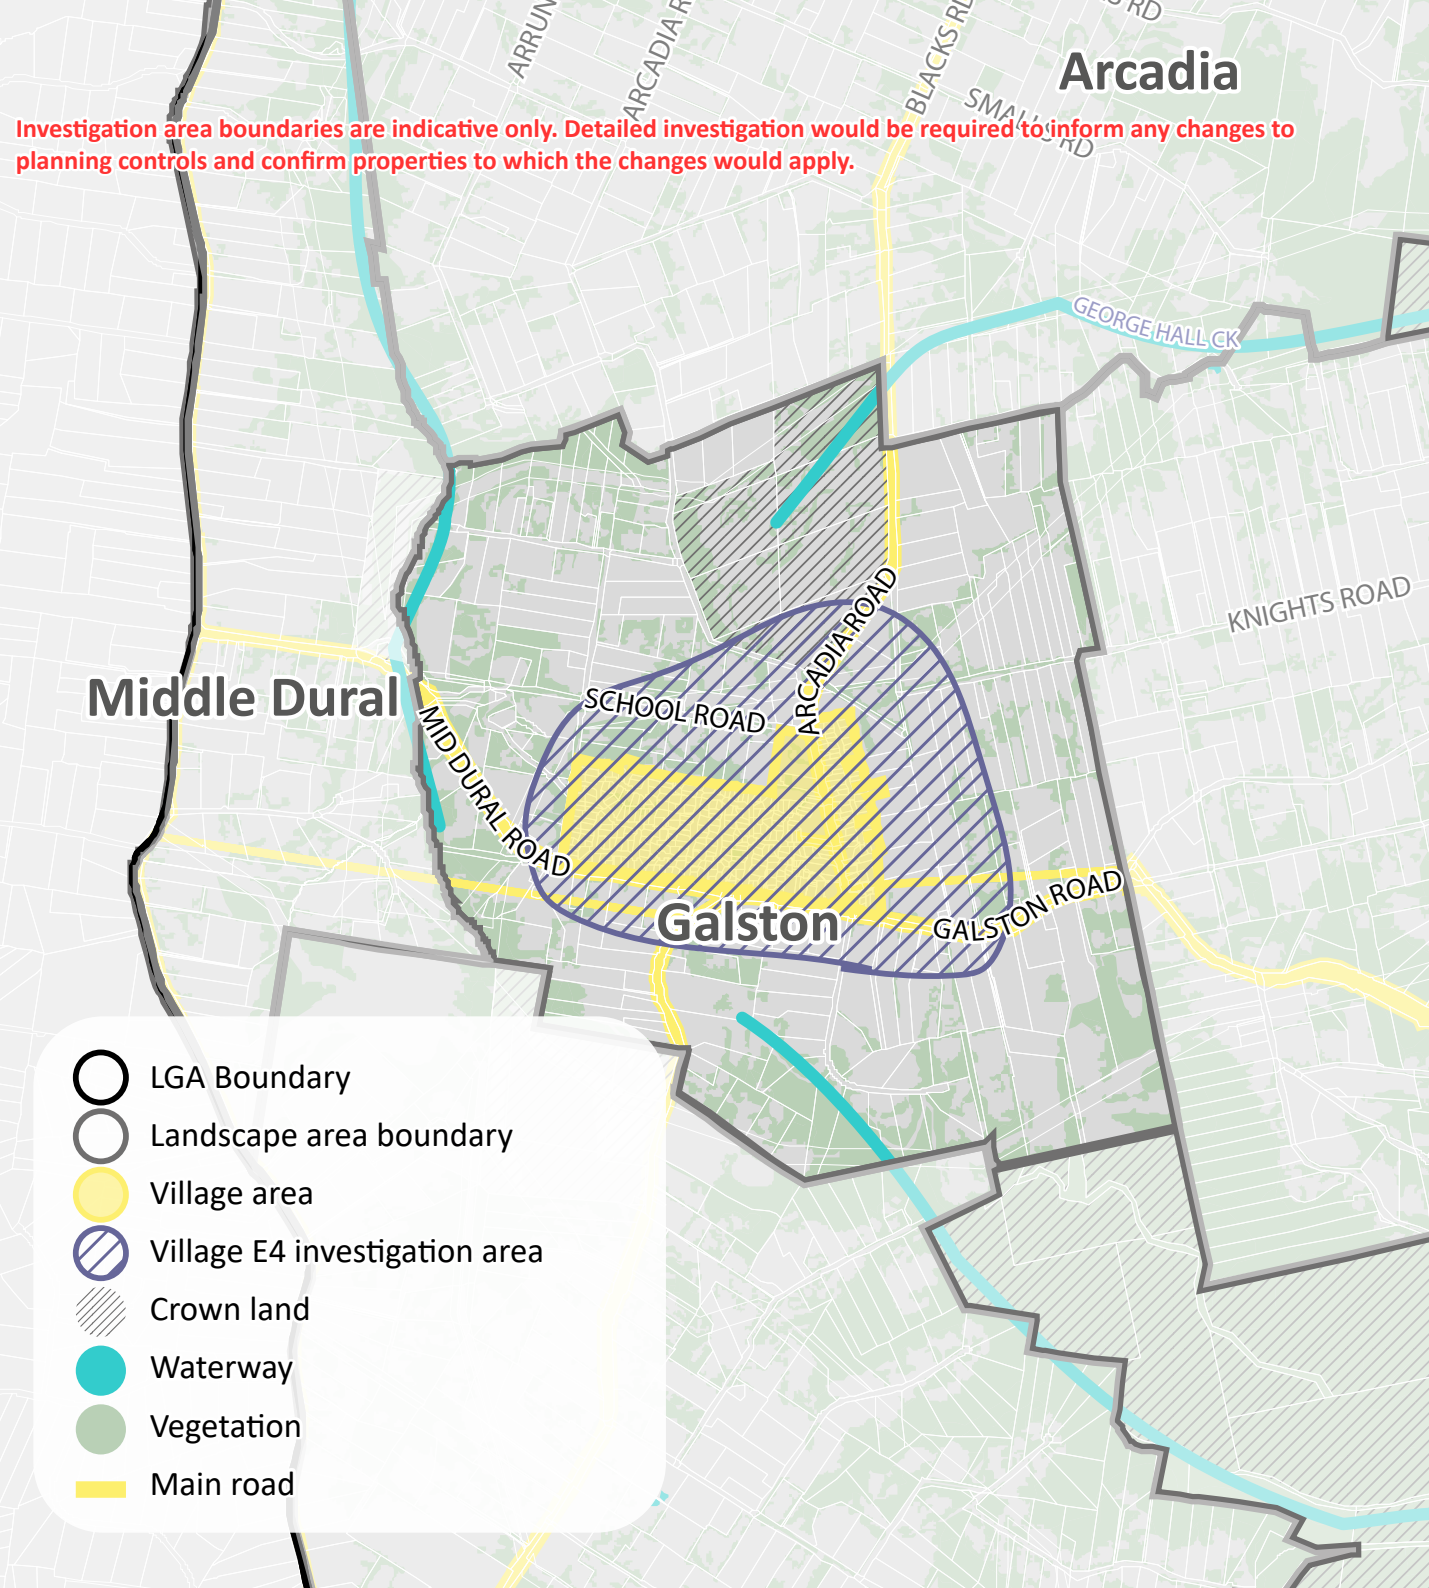 ARRUN
ARCADIA R
BLACKS RD
S RD
Arcadia
SMALLS RD
Investigation area boundaries are indicative only. Detailed investigation would be required to inform any changes to
planning controls and confirm properties to which the changes would apply.
GEORGE HALL CK
KNIGHTS ROAD
ARCADIA ROAD
Middle Dural
SCHOOL ROAD
MID DURAL ROAD
GALSTON ROAD
Galston
LGA Boundary
Landscape area boundary
Village area
Village E4 investigation area
Crown land
Waterway
Vegetation
Main road